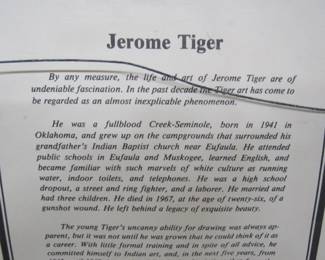 Jerome Tiger
By any measure, the life and art of Jerome Tiger are of
undeniable fascination. In the past decade the Tiger art has come to
be regarded as an almost inexplicable phenomenon.
He was a fullblood Creek-Seminole, born in 1941 in
Oklahoma, and grew up on the campgrounds that surrounded his
grandfather's Indian Baptist church near Eufaula. He attended
public schools in Eufaula and Muskogee, learned English, and
became familiar with such marvels of white culture as running
water, indoor toilets, and telephones. He was a high school
dropout, a street and ring fighter, and a laborer. He married and
had three children. He died in 1967, at the age of twenty-six, of a
gunshot wound. He left behind a legacy of exquisite beauty.
The young Tiger's uncanny ability for drawing was always ap-
parent, but it was not until he was grown that he could think of it as
a career. With little formal training and in spite of all advice, he
committed himself to Indian art, and, in the next five years, from